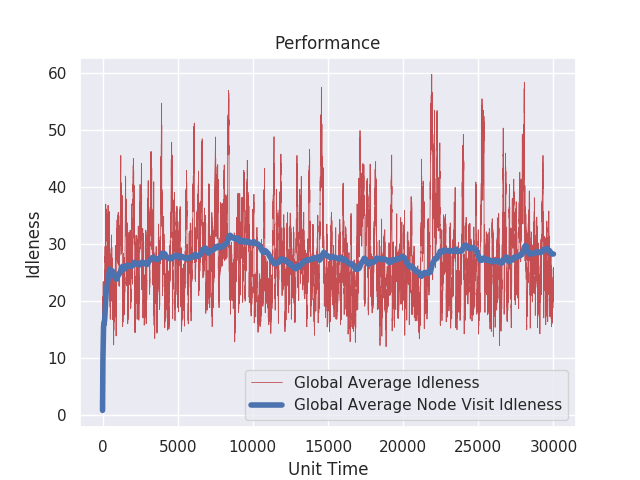 Performance
60
50
40
30
20
10
0
Idleness
Global Average Idleness
Global Average Node Visit Idleness
0 5000 10000 15000 20000 25000 30000
Unit Time